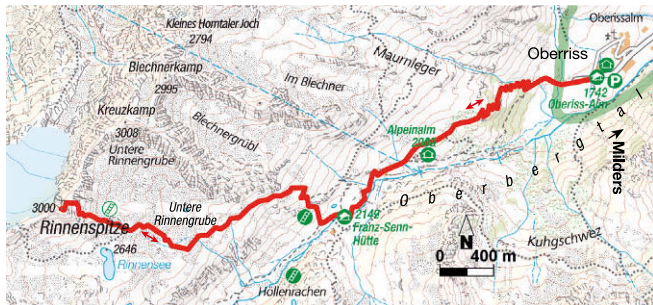 Kleines Horntaler Joch
2794
Oberissalm
Oberriss
Maurnleger
Blechnerkamp
2995
Im Blechner
1742
Oberiss-Alm
P
Kreuzkamp
Blechnergrübl
3008
Untere
Rinnengrube
Alpeinalm
Milders
Oberbergtal
3000
Untere
Rinnengrube
Rinnenspitze
2149
Franz-Senn-
Hütte
2646
Rinnensee
N
0 400 m
Kuhgschwez
Höllenrachen